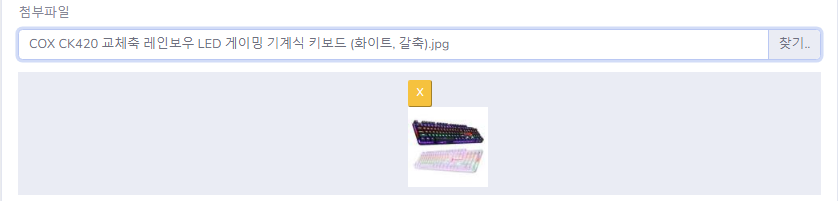 첨부파일
COX CK420 교체축 레인보우 LED 게이밍 기계식 키보드 (화이트, 갈축).jpg
찾기..
X